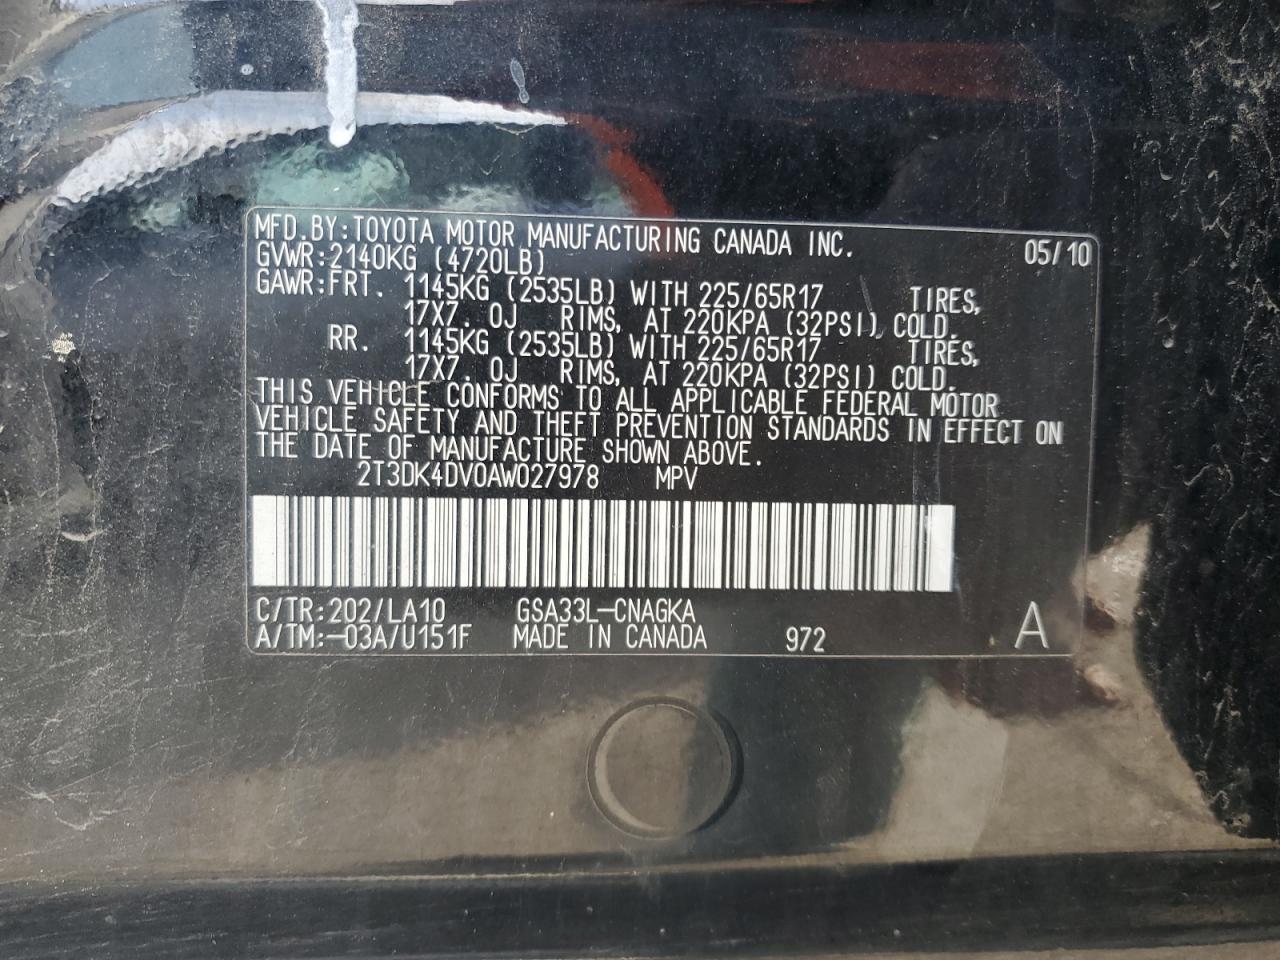 MFD.BY:TOYOTA MOTOR MANUFACTURING CANADA INC. 05/10
GVWR:2140KG (4720LB)
GAWR:FRT. 1145KG (2535LB) WITH 225/65R17 TIRES,
17X7.0J RIMS, AT 220KPA (32PSI) COLD.
RR. 1145KG (2535LB) WITH 225/65R17 TIRES,
17X7.0J RIMS, AT 220KPA (32PSI) COLD.
THIS VEHICLE CONFORMS TO ALL APPLICABLE FEDERAL MOTOR
VEHICLE SAFETY AND THEFT PREVENTION STANDARDS IN EFFECT ON
THE DATE OF MANUFACTURE SHOWN ABOVE.
2T3DK4DV0AW027978 MPV
C/TR:202/LA10 GSA33L-CNAGKA
A/TM:-03A/U151F MADE IN CANADA 972 A